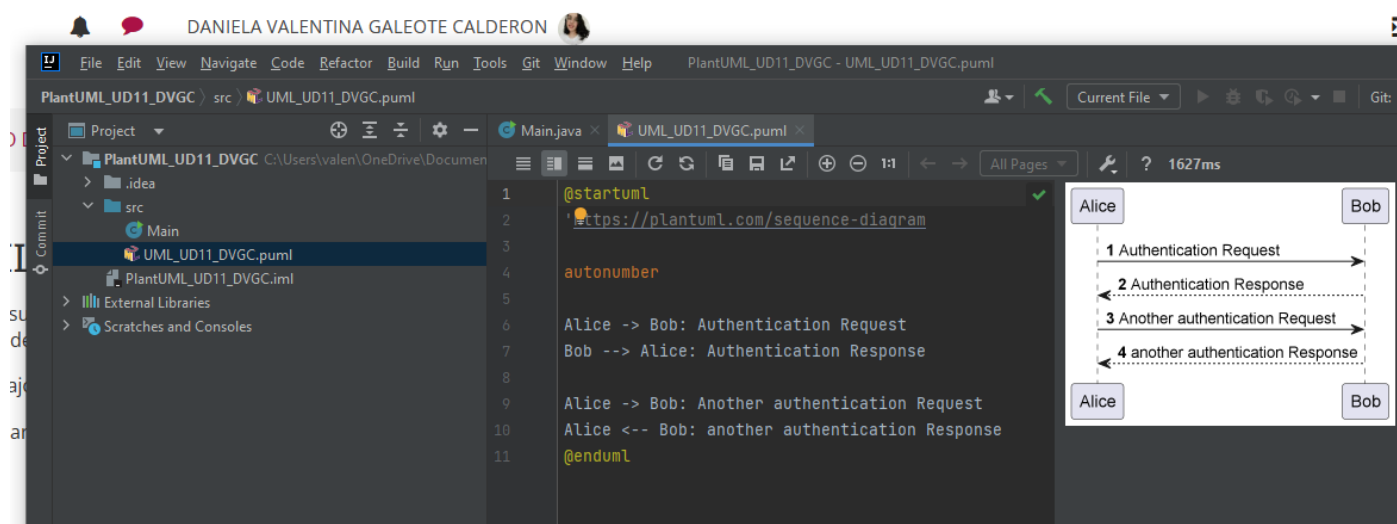 DANIELA VALENTINA GALEOTE CALDERON
File Edit View Navigate Code Refactor Build Run Tools Git Window Help PlantUML_UD11_DVGC - UML_UD11_DVGC.puml
PlantUML_UD11_DVGC src UML_UD11_DVGC.puml
Current File Git:
Project
Commit
Project
PlantUML_UD11_DVGC C:\Users\valen\OneDrive\Documen
.idea
src
Main
UML_UD11_DVGC.puml
PlantUML_UD11_DVGC.iml
External Libraries
Scratches and Consoles
Main.java UML_UD11_DVGC.puml
1:1 All Pages ? 1627ms
1 @startuml
2 'https://plantuml.com/sequence-diagram
3
4 autonumber
5
6 Alice -> Bob: Authentication Request
7 Bob --> Alice: Authentication Response
8
9 Alice -> Bob: Another authentication Request
10 Alice <-- Bob: another authentication Response
11 @enduml
Alice Bob
1 Authentication Request
2 Authentication Response
3 Another authentication Request
4 another authentication Response
Alice Bob